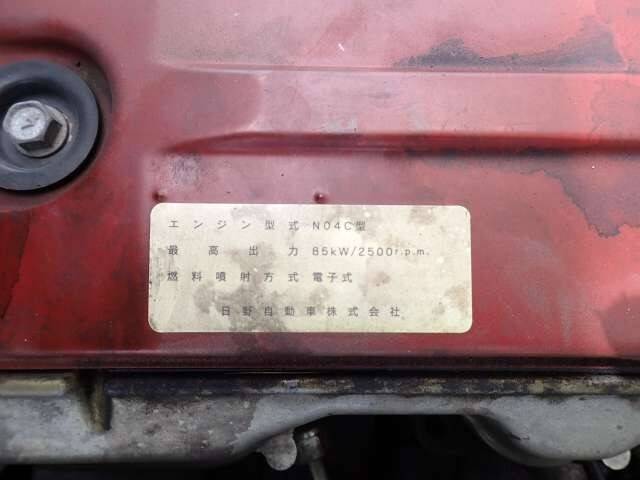 エンジン型式 N04C型
最高出力 85kW/2500r.p.m.
燃料噴射方式 電子式
日野自動車株式会社